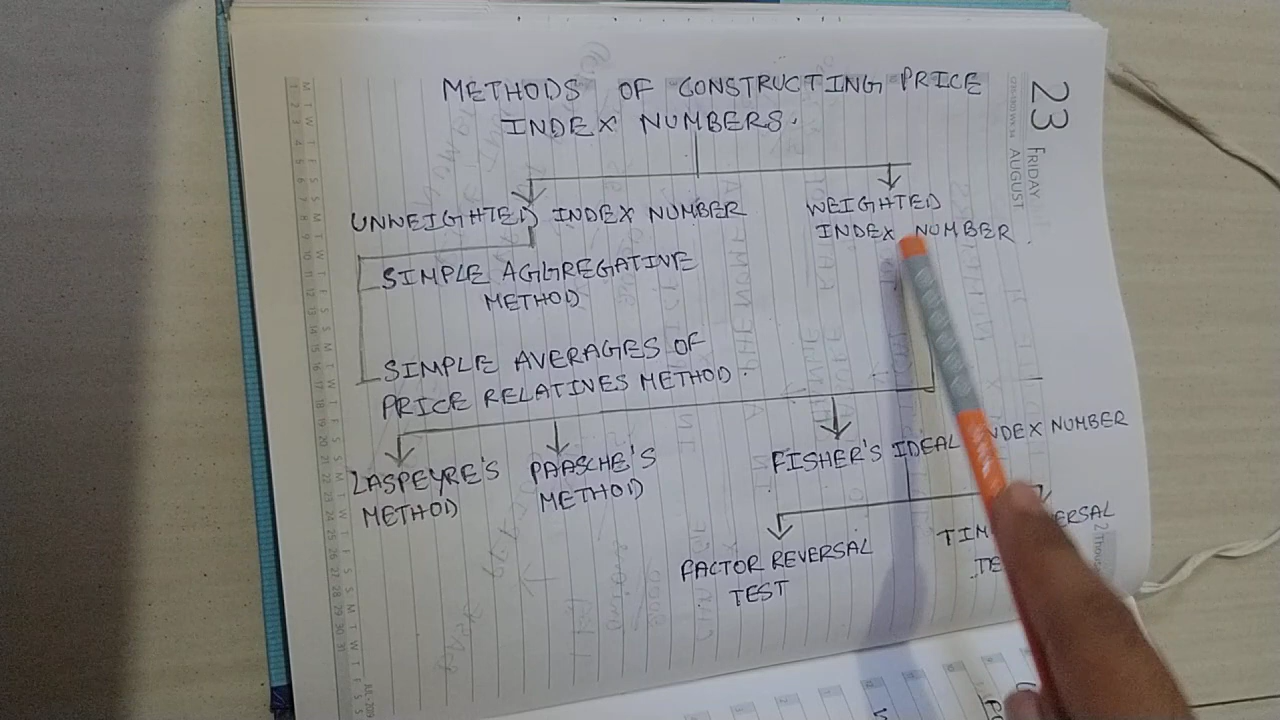 METHODS OF CONSTRUCTING PRICE
INDEX NUMBERS.
UNWEIGHTED INDEX NUMBER
WEIGHTED
INDEX NUMBER.
SIMPLE AGGREGATIVE
METHOD
SIMPLE AVERAGES OF
PRICE RELATIVES METHOD.
LASPEYRE'S
METHOD
PAASCHE'S
METHOD
FISHER'S IDEAL INDEX NUMBER
FACTOR REVERSAL
TEST
23
FRIDAY
AUGUST